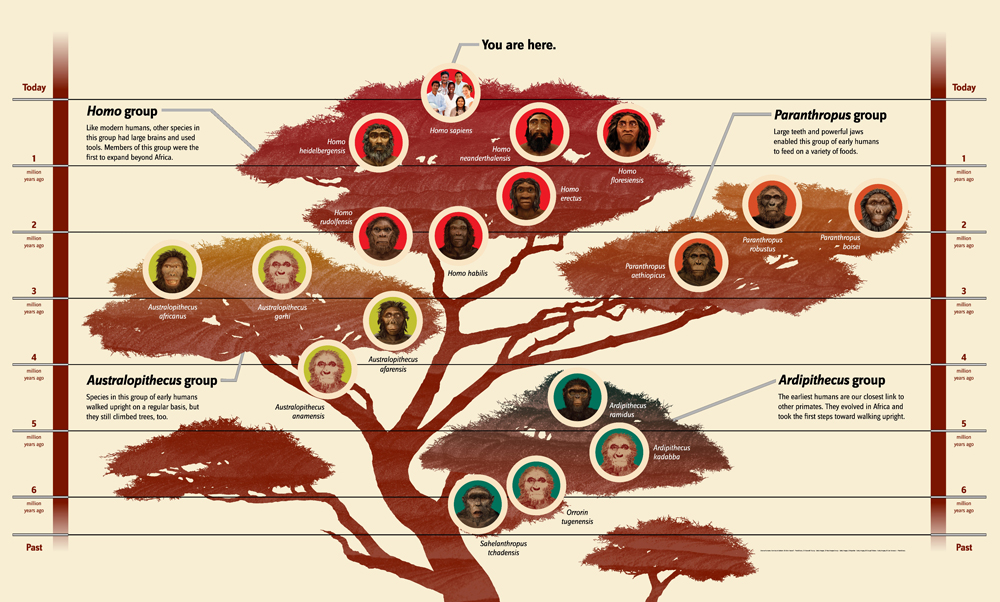 You are here.
Today
Today
Homo group
Like modern humans, other species in
this group had large brains and used
tools. Members of this group were the
first to expand beyond Africa.
Paranthropus group
Large teeth and powerful jaws
enabled this group of early humans
to feed on a variety of foods.
Homo sapiens
Homo
heidelbergensis
Homo
neanderthalensis
Homo
floresiensis
1
million
years ago
1
million
years ago
Homo
erectus
Homo
rudolfensis
Homo habilis
2
million
years ago
2
million
years ago
Paranthropus
robustus
Paranthropus
boisei
Paranthropus
aethiopicus
3
million
years ago
3
million
years ago
Australopithecus
africanus
Australopithecus
garhi
Australopithecus
afarensis
4
million
years ago
4
million
years ago
Australopithecus group
Species in this group of early humans
walked upright on a regular basis, but
they still climbed trees, too.
Australopithecus
anamensis
Ardipithecus group
The earliest humans are our closest link to
other primates. They evolved in Africa and
took the first steps toward walking upright.
Ardipithecus
ramidus
5
million
years ago
5
million
years ago
Ardipithecus
kadabba
6
million
years ago
6
million
years ago
Orrorin
tugenensis
Sahelanthropus
tchadensis
Past
Past